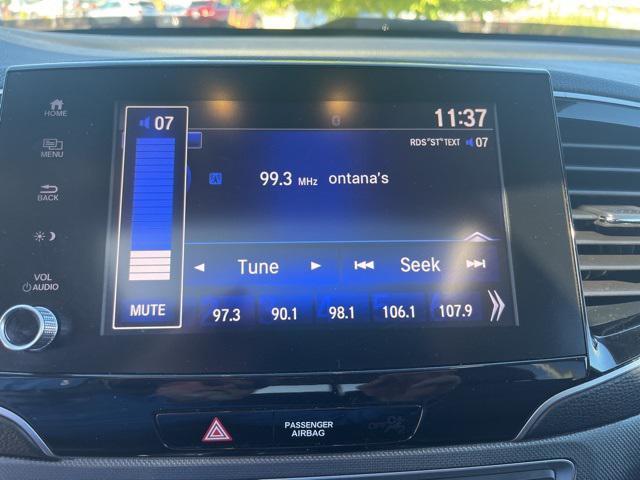 HOME
MENU
BACK
VOL
AUDIO
07
MUTE
11:37
RDS "ST" TEXT 07
99.3 MHz ontana's
Tune
Seek
97.3 90.1 98.1 106.1 107.9
PASSENGER
AIRBAG
OFF